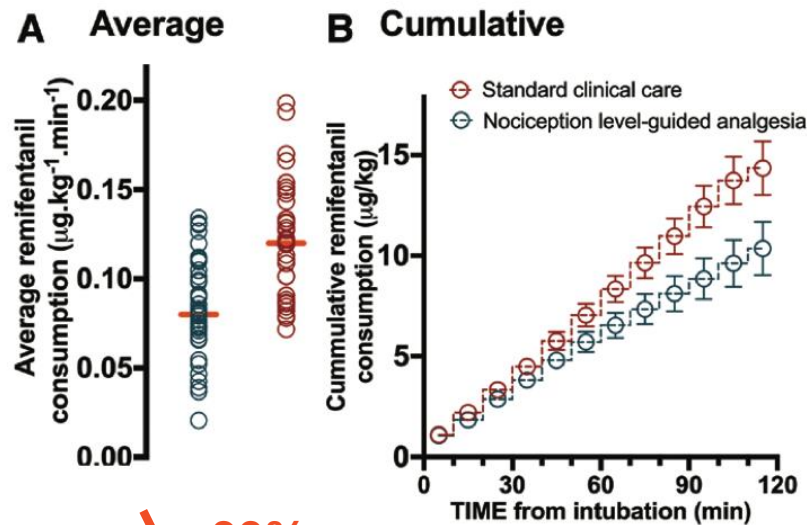 A Average
Average remifentanil
consumption (μg.kg-1.min-1)
0.20
0.15
0.10
0.05
0.00
B Cumulative
Standard clinical care
Nociception level-guided analgesia
Cummulative remifentanil
consumption (μg/kg)
15
10
5
0
0 30 60 90 120
TIME from intubation (min)